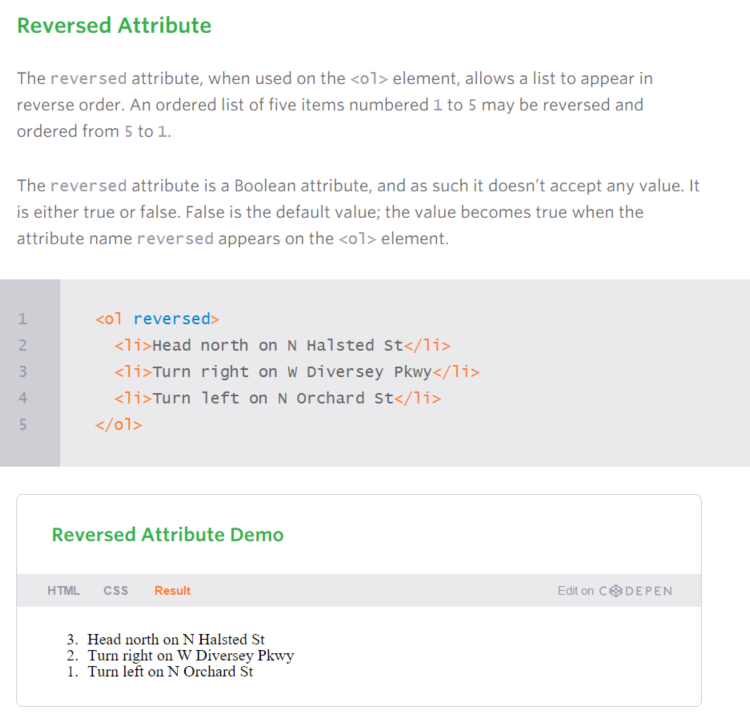 Reversed Attribute
The reversed attribute, when used on the <ol> element, allows a list to appear in
reverse order. An ordered list of five items numbered 1 to 5 may be reversed and
ordered from 5 to 1.
The reversed attribute is a Boolean attribute, and as such it doesn’t accept any value. It
is either true or false. False is the default value; the value becomes true when the
attribute name reversed appears on the <ol> element.
1 <ol reversed>
2 <li>Head north on N Halsted St</li>
3 <li>Turn right on W Diversey Pkwy</li>
4 <li>Turn left on N Orchard St</li>
5 </ol>
Reversed Attribute Demo
HTML CSS Result Edit on CODEPEN
3. Head north on N Halsted St
2. Turn right on W Diversey Pkwy
1. Turn left on N Orchard St